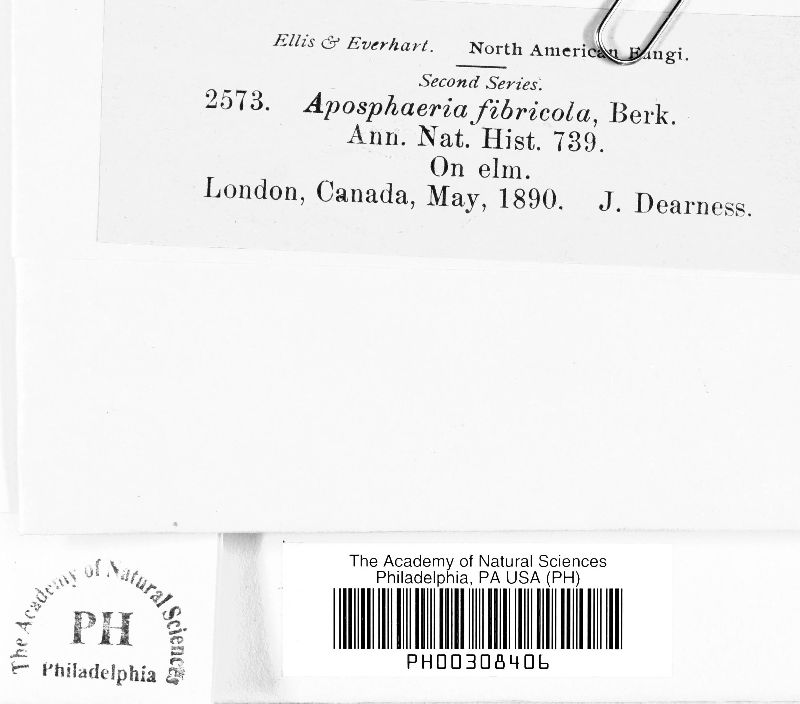 Ellis & Everhart. North American Fungi.
Second Series.
2573. Aposphaeria fibricola, Berk.
Ann. Nat. Hist. 739.
On elm.
London, Canada, May, 1890. J. Dearness.
The Academy of Natural Sciences
PH
Philadelphia
The Academy of Natural Sciences
Philadelphia, PA USA (PH)
PH00308406